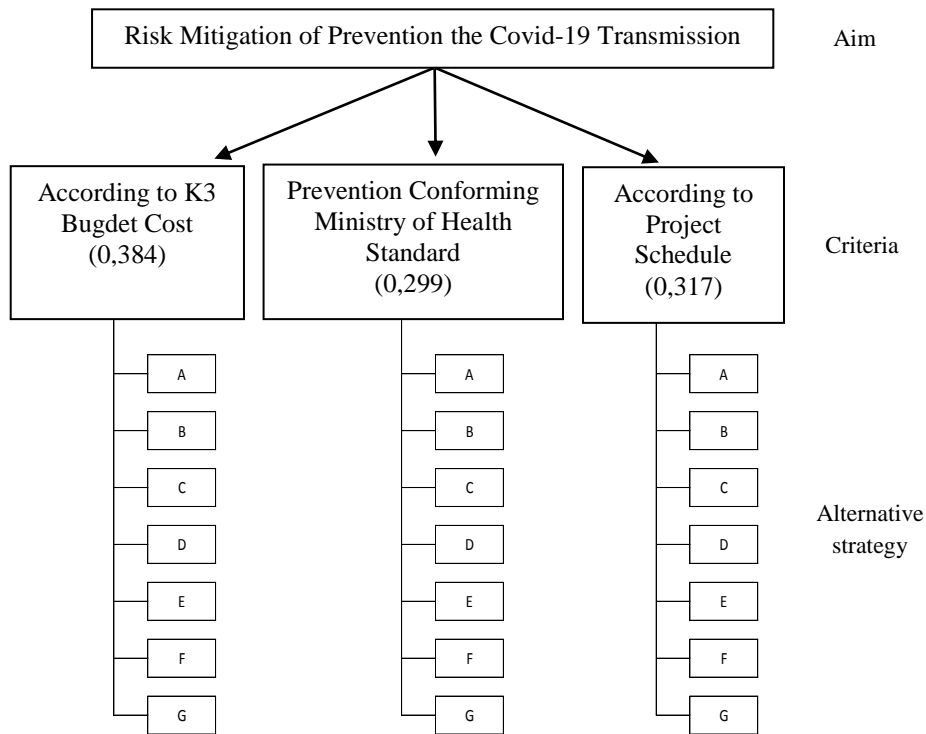 Risk Mitigation of Prevention the Covid-19 Transmission
Aim
According to K3
Bugdet Cost
(0,384)
Prevention Conforming
Ministry of Health
Standard
(0,299)
According to
Project
Schedule
(0,317)
Criteria
A
B
C
D
E
F
G
A
B
C
D
E
F
G
A
B
C
D
E
F
G
Alternative
strategy